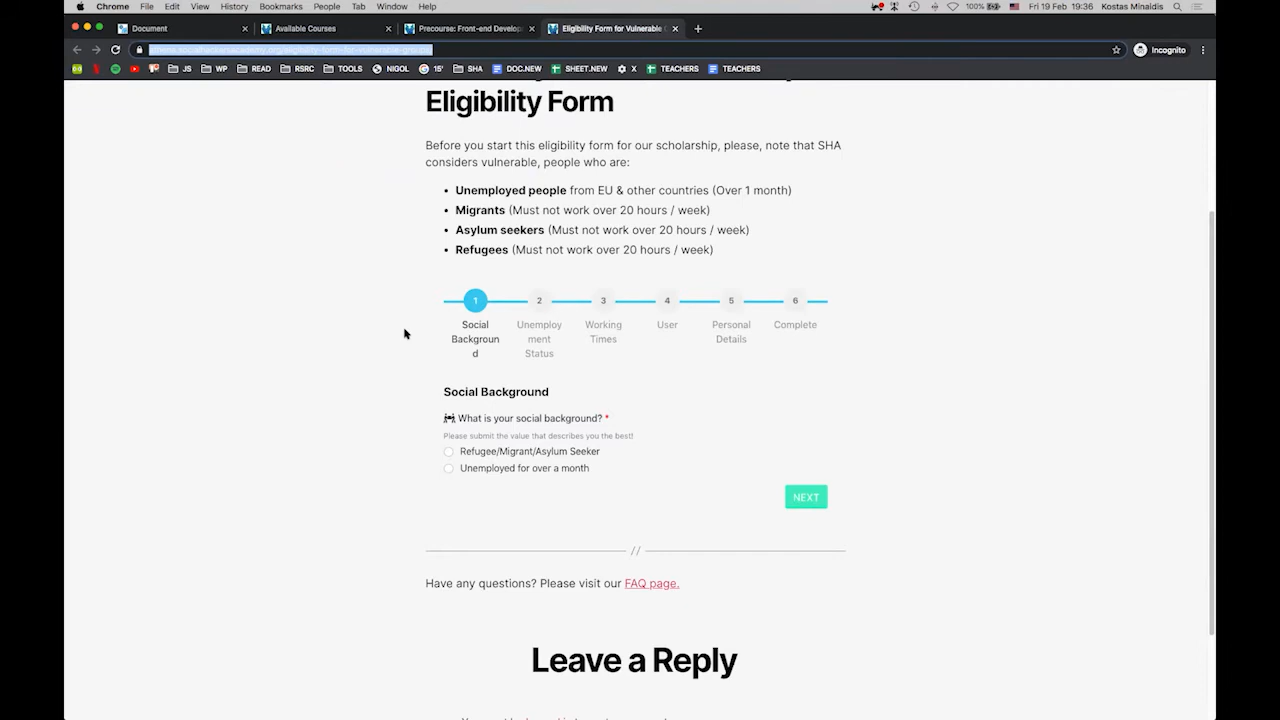 Chrome File Edit View History Bookmarks People Tab Window Help 100% Fri 19 Feb 19:36 Kostas Minaidis
Document Available Courses Precourse: Front-end Develop Eligibility Form for Vulnerable
Incognito
JS WP READ RSRC TOOLS NIGOL 15' SHA DOC.NEW SHEET.NEW X TEACHERS TEACHERS
Eligibility Form
Before you start this eligibility form for our scholarship, please, note that SHA
considers vulnerable, people who are:
• Unemployed people from EU & other countries (Over 1 month)
• Migrants (Must not work over 20 hours / week)
• Asylum seekers (Must not work over 20 hours / week)
• Refugees (Must not work over 20 hours / week)
1 2 3 4 5 6
Social Unemploy Working User Personal Complete
Backgroun ment Times Details
d Status
Social Background
What is your social background? *
Please submit the value that describes you the best!
Refugee/Migrant/Asylum Seeker
Unemployed for over a month
NEXT
//
Have any questions? Please visit our FAQ page.
Leave a Reply